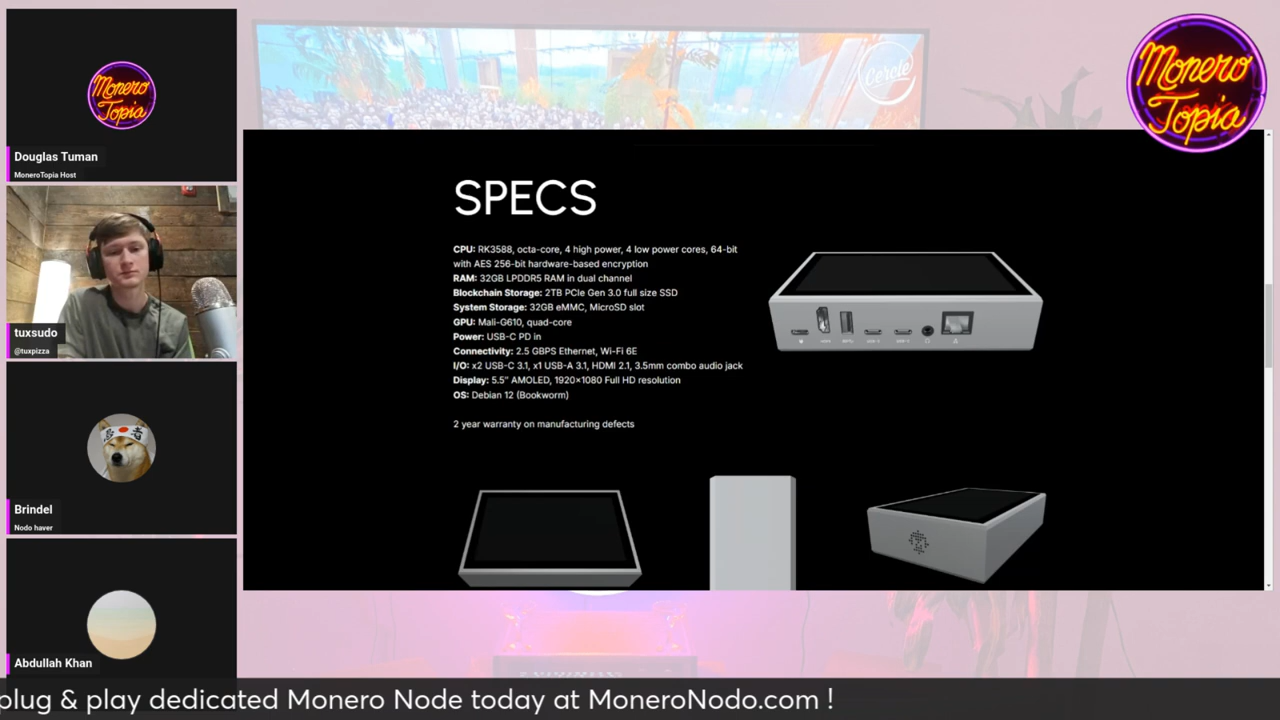 Monero
Topia
Douglas Tuman
MoneroTopia Host
tuxsudo
@tuxpizza
Brindel
Nodo haver
Abdullah Khan
Cercle
Monero
Topia
SPECS
CPU: RK3588, octa-core, 4 high power, 4 low power cores, 64-bit
with AES 256-bit hardware-based encryption
RAM: 32GB LPDDR5 RAM in dual channel
Blockchain Storage: 2TB PCIe Gen 3.0 full size SSD
System Storage: 32GB eMMC, MicroSD slot
GPU: Mali-G610, quad-core
Power: USB-C PD in
Connectivity: 2.5 GBPS Ethernet, Wi-Fi 6E
I/O: x2 USB-C 3.1, x1 USB-A 3.1, HDMI 2.1, 3.5mm combo audio jack
Display: 5.5" AMOLED, 1920×1080 Full HD resolution
OS: Debian 12 (Bookworm)
2 year warranty on manufacturing defects
plug & play dedicated Monero Node today at MoneroNodo.com !